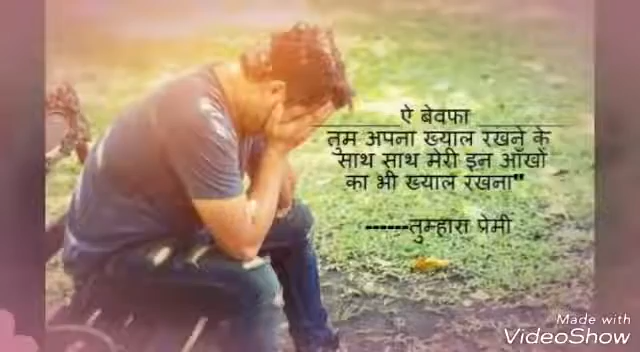 ऐ बेवफा
तुम अपना ख्याल रखने के
साथ साथ मेरी इन आँखों
का भी ख्याल रखना"
------तुम्हारा प्रेमी
Made with
VideoShow